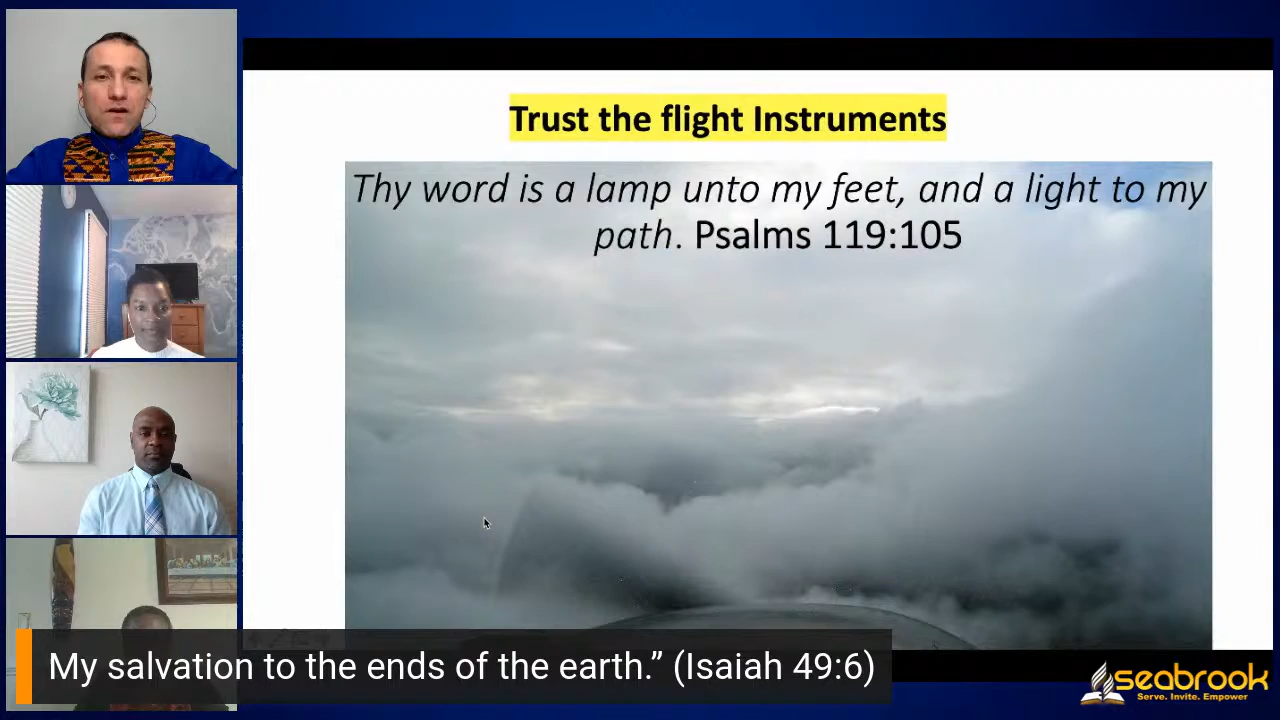 Trust the flight Instruments
Thy word is a lamp unto my feet, and a light to my
path. Psalms 119:105
My salvation to the ends of the earth.” (Isaiah 49:6)
seabrook
Serve. Invite. Empower